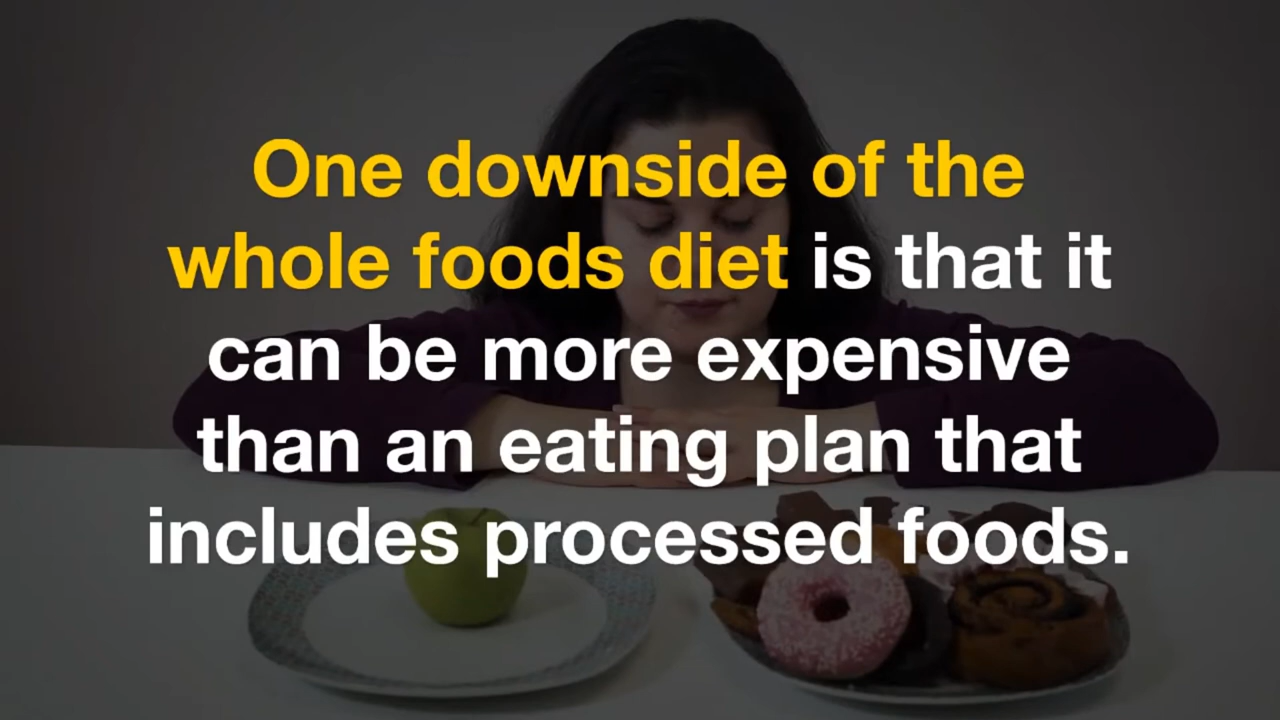 One downside of the
whole foods diet is that it
can be more expensive
than an eating plan that
includes processed foods.